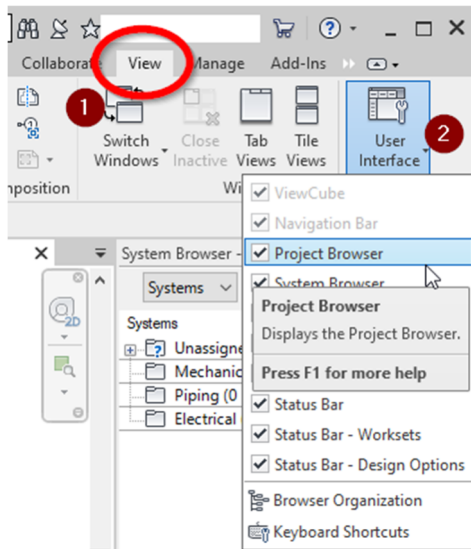 Collaborate View Manage Add-Ins
1
Switch Windows
Close Inactive
Tab Views
Tile Views
User Interface
2
Wi
ViewCube
Navigation Bar
Project Browser
System Browser -
System Browser
Systems
Project Browser
Displays the Project Browser.
Press F1 for more help
Systems
Unassigne
Mechanic
Piping (0
Electrical
2D
Status Bar
Status Bar - Worksets
Status Bar - Design Options
Browser Organization
Keyboard Shortcuts